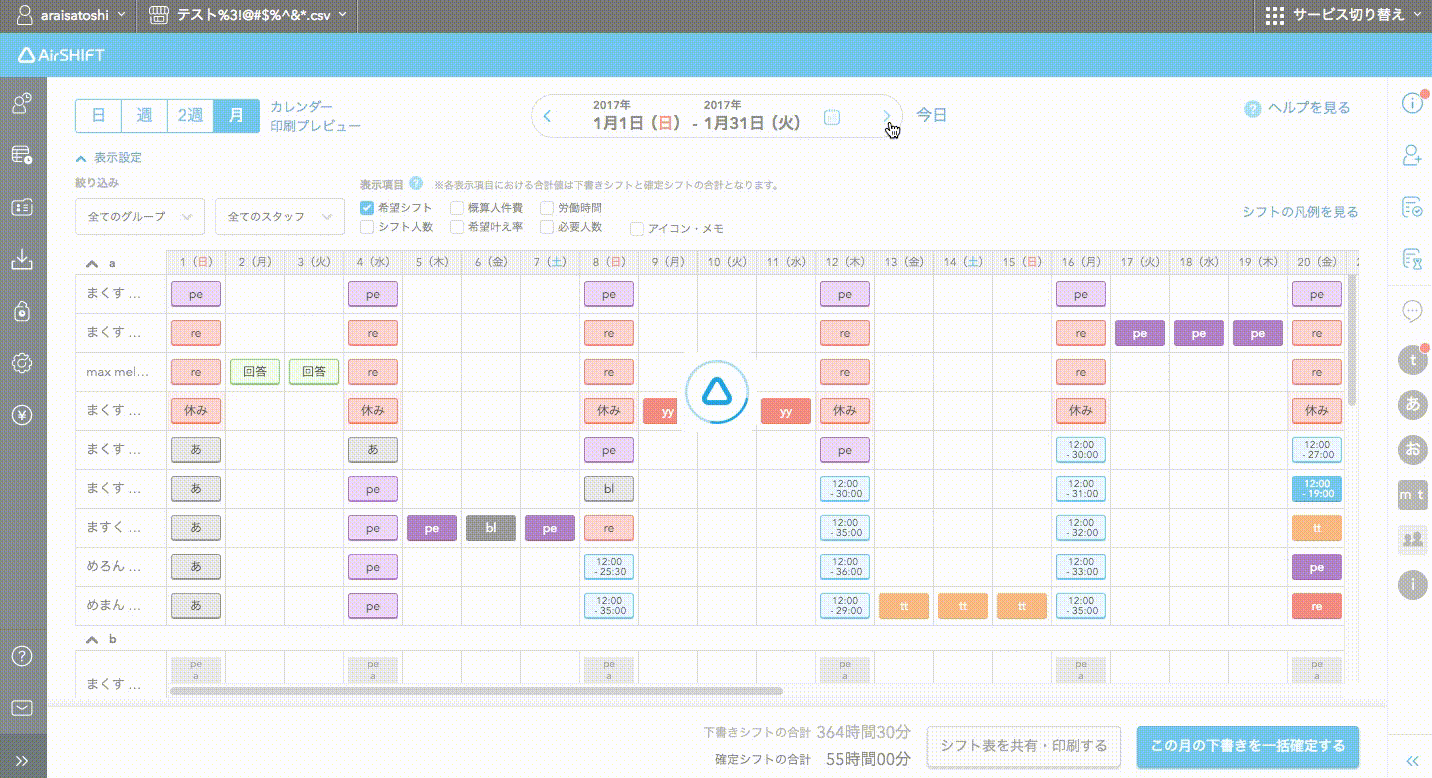 araisatoshi テスト%3!@#$%^&*.csv サービス切り替え
AirSHIFT
日 週 2週 月 カレンダー
印刷プレビュー
2017年 2017年
1月1日（日） - 1月31日（火） 今日 ヘルプを見る
表示設定
絞り込み 表示項目 ※各表示項目における合計値は下書きシフトと確定シフトの合計となります。
全てのグループ 全てのスタッフ 希望シフト 概算人件費 労働時間 シフトの凡例を見る
シフト人数 希望叶え率 必要人数 アイコン・メモ
a 1（日） 2（月） 3（火） 4（水） 5（木） 6（金） 7（土） 8（日） 9（月） 10（火） 11（水） 12（木） 13（金） 14（土） 15（日） 16（月） 17（火） 18（水） 19（木） 20（金）
まくす ... pe pe pe pe pe pe
まくす ... re re re re re pe pe pe re
max mel... re 回答 回答 re re re re re
まくす ... 休み 休み 休み yy yy 休み 休み 休み
まくす ... あ あ pe pe 12:00 - 30:00 12:00 - 27:00
まくす ... あ pe bl 12:00 - 30:00 12:00 - 31:00 12:00 - 19:00
ますく ... あ pe pe bl pe re 12:00 - 35:00 12:00 - 32:00 tt
めろん ... あ pe 12:00 - 25:30 12:00 - 36:00 12:00 - 33:00 pe
めまん ... あ pe 12:00 - 35:00 12:00 - 29:00 tt tt tt 12:00 - 35:00 re
b
まくす ... pe a pe a pe a pe a pe a pe a
t
あ
お
m t
i
下書きシフトの合計 364時間30分
確定シフトの合計 55時間00分
シフト表を共有・印刷する この月の下書きを一括確定する